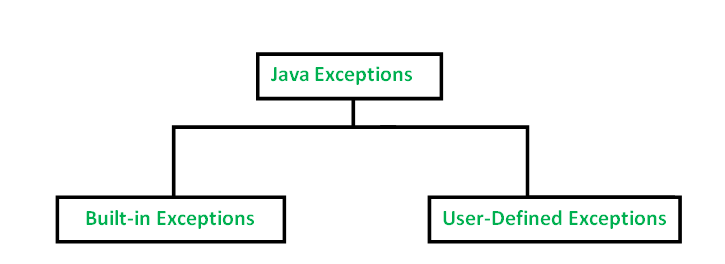 Java Exceptions
Built-in Exceptions
User-Defined Exceptions